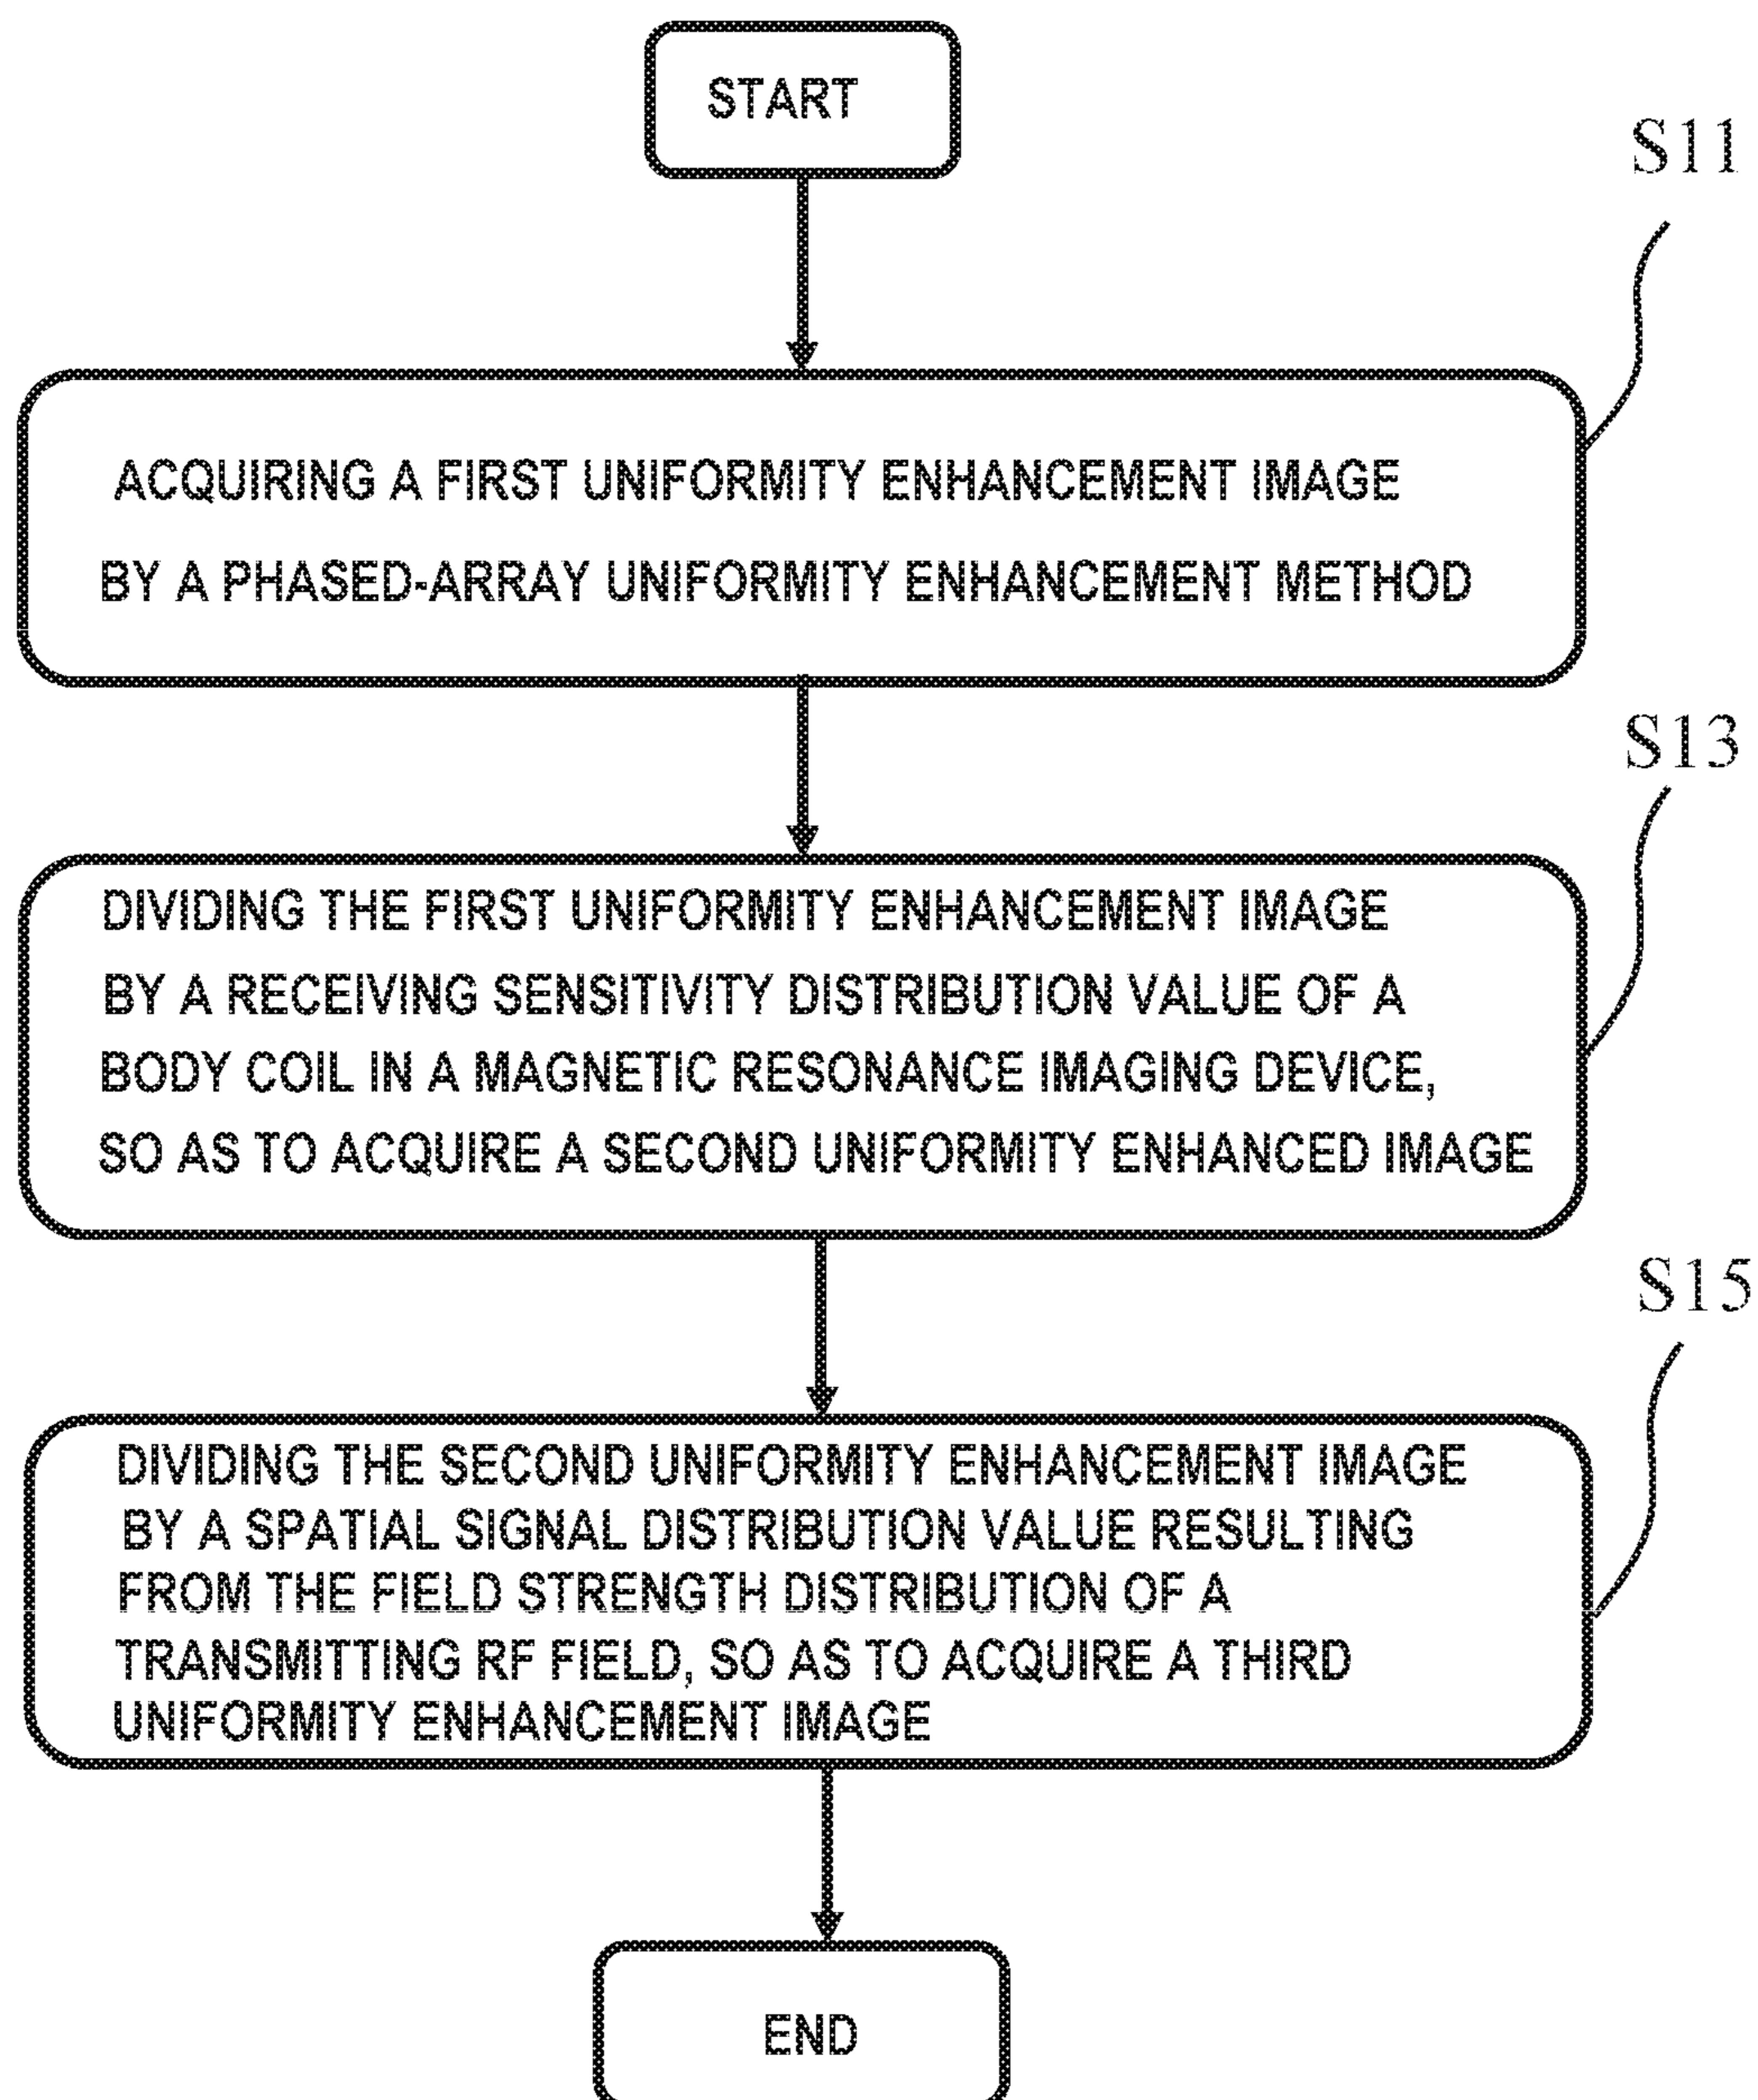 START
S11
ACQUIRING A FIRST UNIFORMITY ENHANCEMENT IMAGE
BY A PHASED-ARRAY UNIFORMITY ENHANCEMENT METHOD
S13
DIVIDING THE FIRST UNIFORMITY ENHANCEMENT IMAGE
BY A RECEIVING SENSITIVITY DISTRIBUTION VALUE OF A
BODY COIL IN A MAGNETIC RESONANCE IMAGING DEVICE,
SO AS TO ACQUIRE A SECOND UNIFORMITY ENHANCED IMAGE
S15
DIVIDING THE SECOND UNIFORMITY ENHANCEMENT IMAGE
BY A SPATIAL SIGNAL DISTRIBUTION VALUE RESULTING
FROM THE FIELD STRENGTH DISTRIBUTION OF A
TRANSMITTING RF FIELD, SO AS TO ACQUIRE A THIRD
UNIFORMITY ENHANCEMENT IMAGE
END